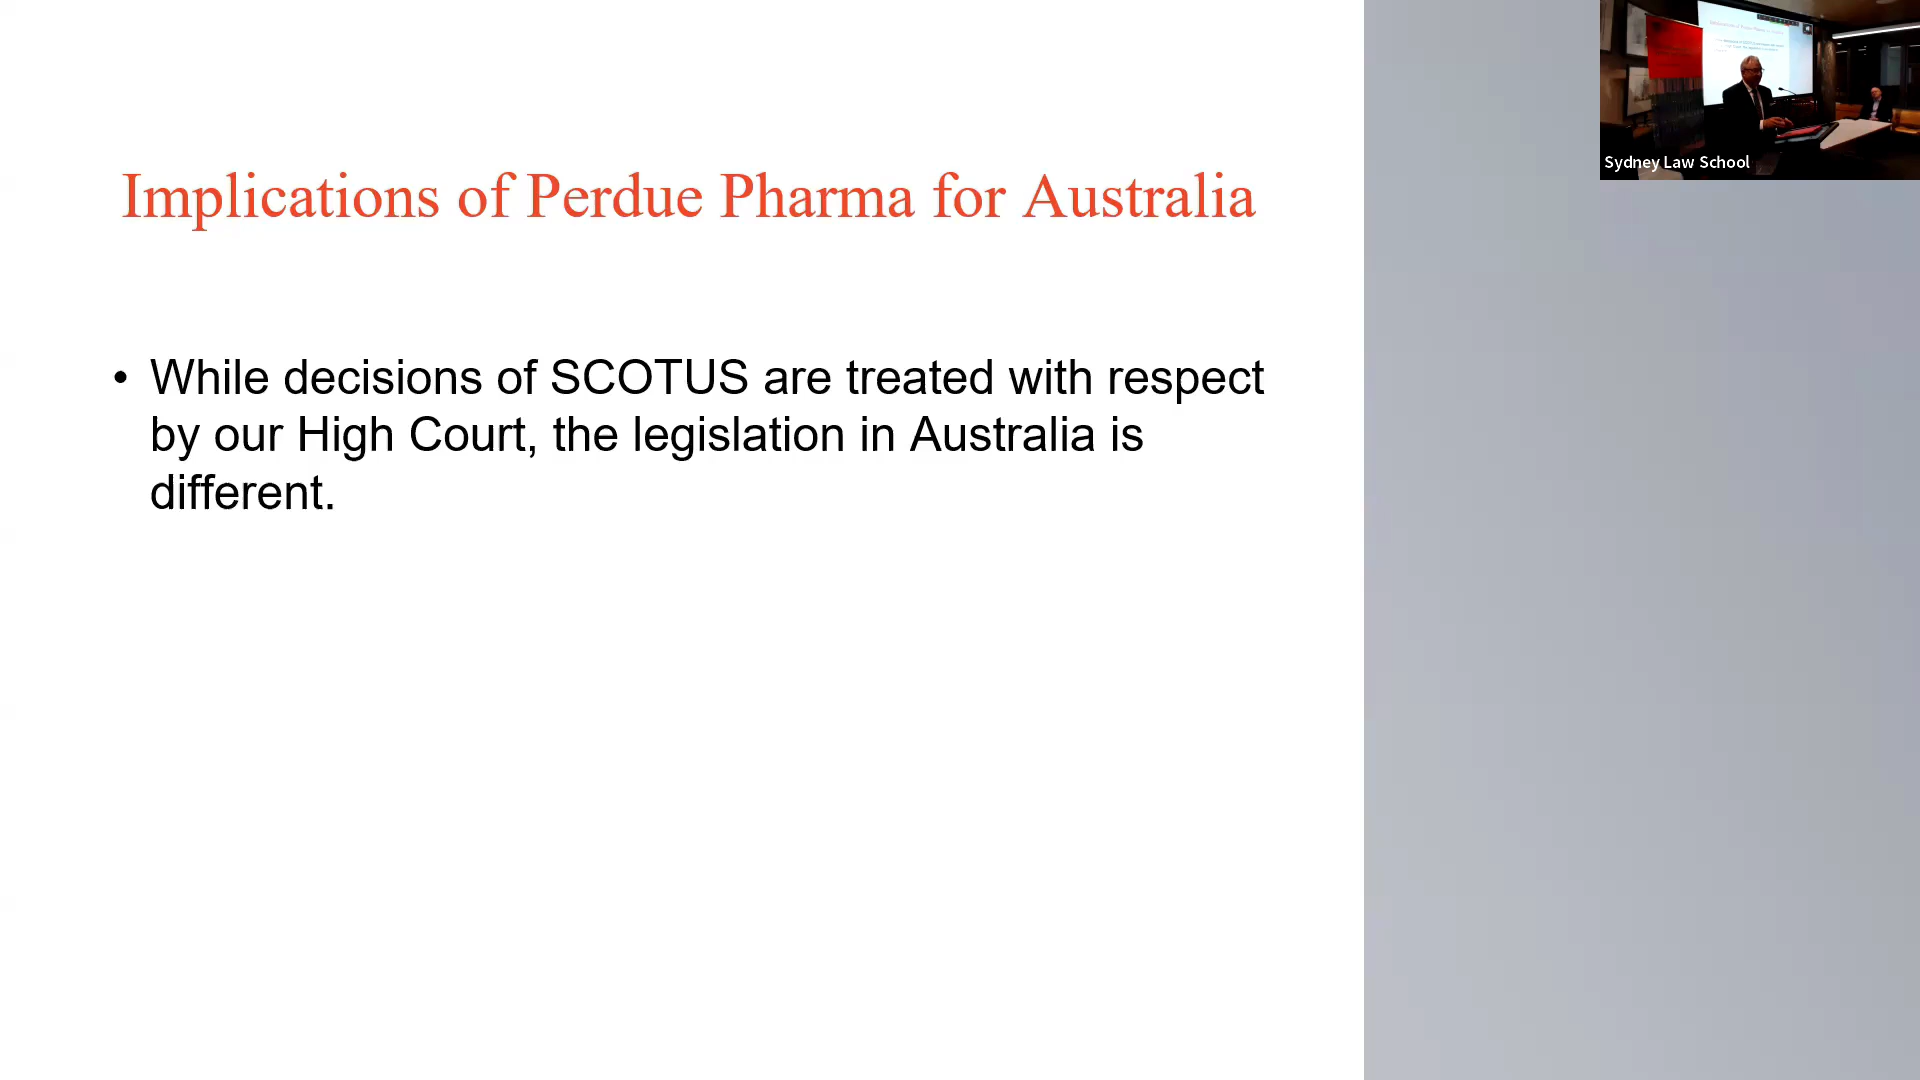 Implications of Perdue Pharma for Australia
• While decisions of SCOTUS are treated with respect
by our High Court, the legislation in Australia is
different.
Sydney Law School